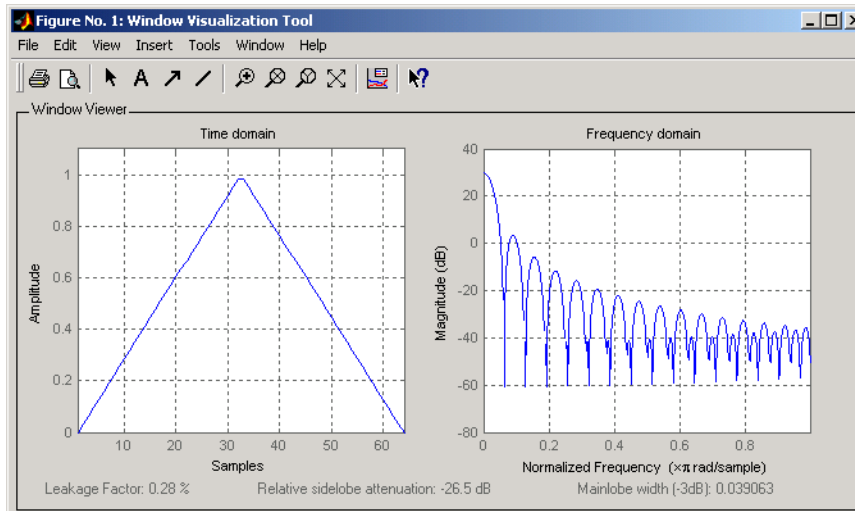 Figure No. 1: Window Visualization Tool
File Edit View Insert Tools Window Help
A
Window Viewer
Time domain
1
0.8
0.6
0.4
0.2
0
10 20 30 40 50 60
Amplitude
Samples
Frequency domain
40
20
0
-20
-40
-60
-80
0 0.2 0.4 0.6 0.8
Magnitude (dB)
Normalized Frequency (×π rad/sample)
Leakage Factor: 0.28 % Relative sidelobe attenuation: -26.5 dB Mainlobe width (-3dB): 0.039063